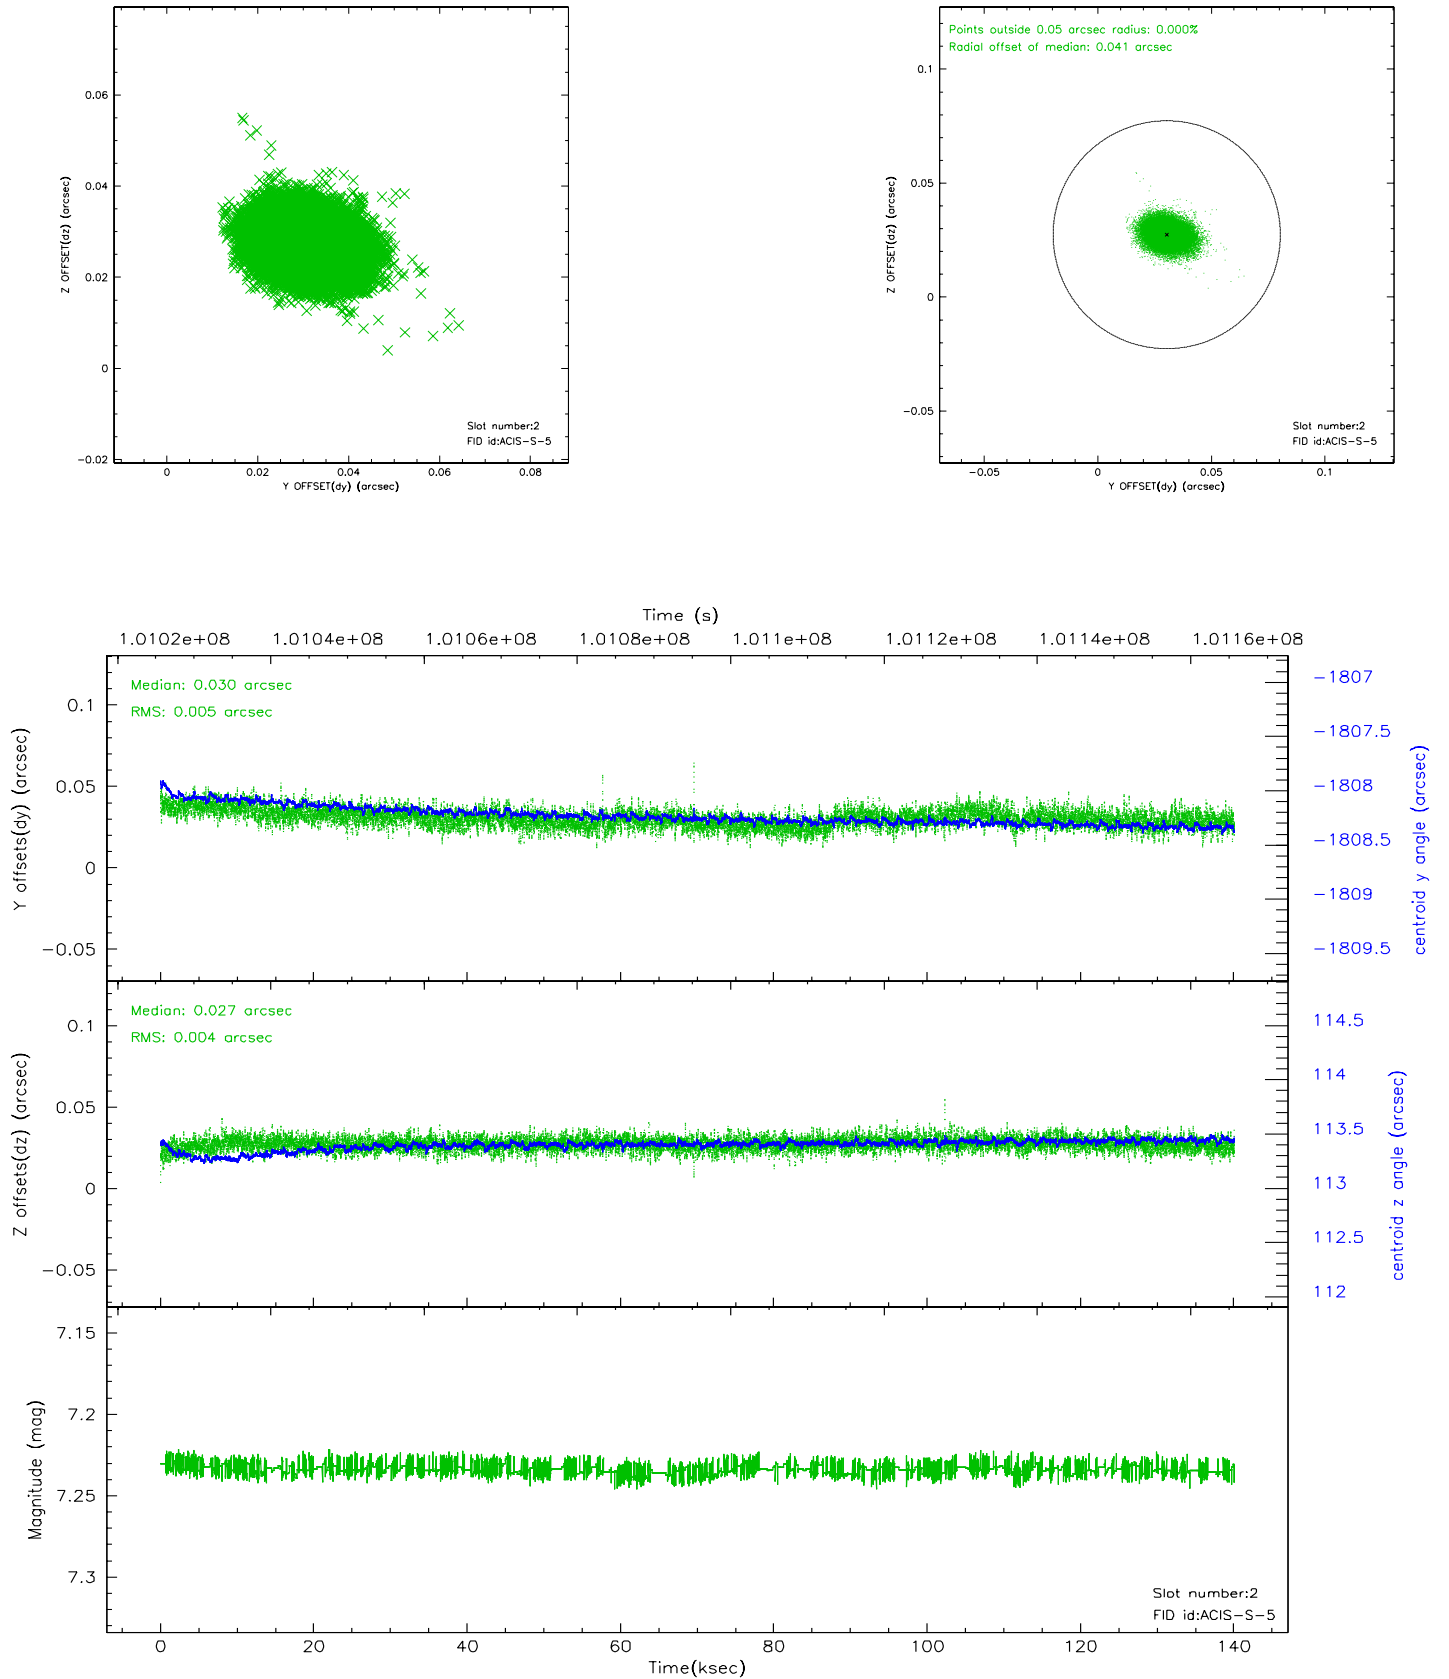 0.06
0.04
0.02
0
-0.02
Z OFFSET(dz) (arcsec)
Slot number:2
FID id:ACIS-S-5
0 0.02 0.04 0.06 0.08
Y OFFSET(dy) (arcsec)
Points outside 0.05 arcsec radius: 0.000%
Radial offset of median: 0.041 arcsec
0.1
0.05
0
-0.05
Z OFFSET(dz) (arcsec)
Slot number:2
FID id:ACIS-S-5
-0.05 0 0.05 0.1
Y OFFSET(dy) (arcsec)
Time (s)
1.0102e+08 1.0104e+08 1.0106e+08 1.0108e+08 1.011e+08 1.0112e+08 1.0114e+08 1.0116e+08
Median: 0.030 arcsec
RMS: 0.005 arcsec
0.1
0.05
0
-0.05
Y offsets(dy) (arcsec)
-1807
-1807.5
-1808
-1808.5
-1809
-1809.5
centroid y angle (arcsec)
Median: 0.027 arcsec
RMS: 0.004 arcsec
0.1
0.05
0
-0.05
Z offsets(dz) (arcsec)
114.5
114
113.5
113
112.5
112
centroid z angle (arcsec)
7.15
7.2
7.25
7.3
Magnitude (mag)
Slot number:2
FID id:ACIS-S-5
0 20 40 60 80 100 120 140
Time(ksec)